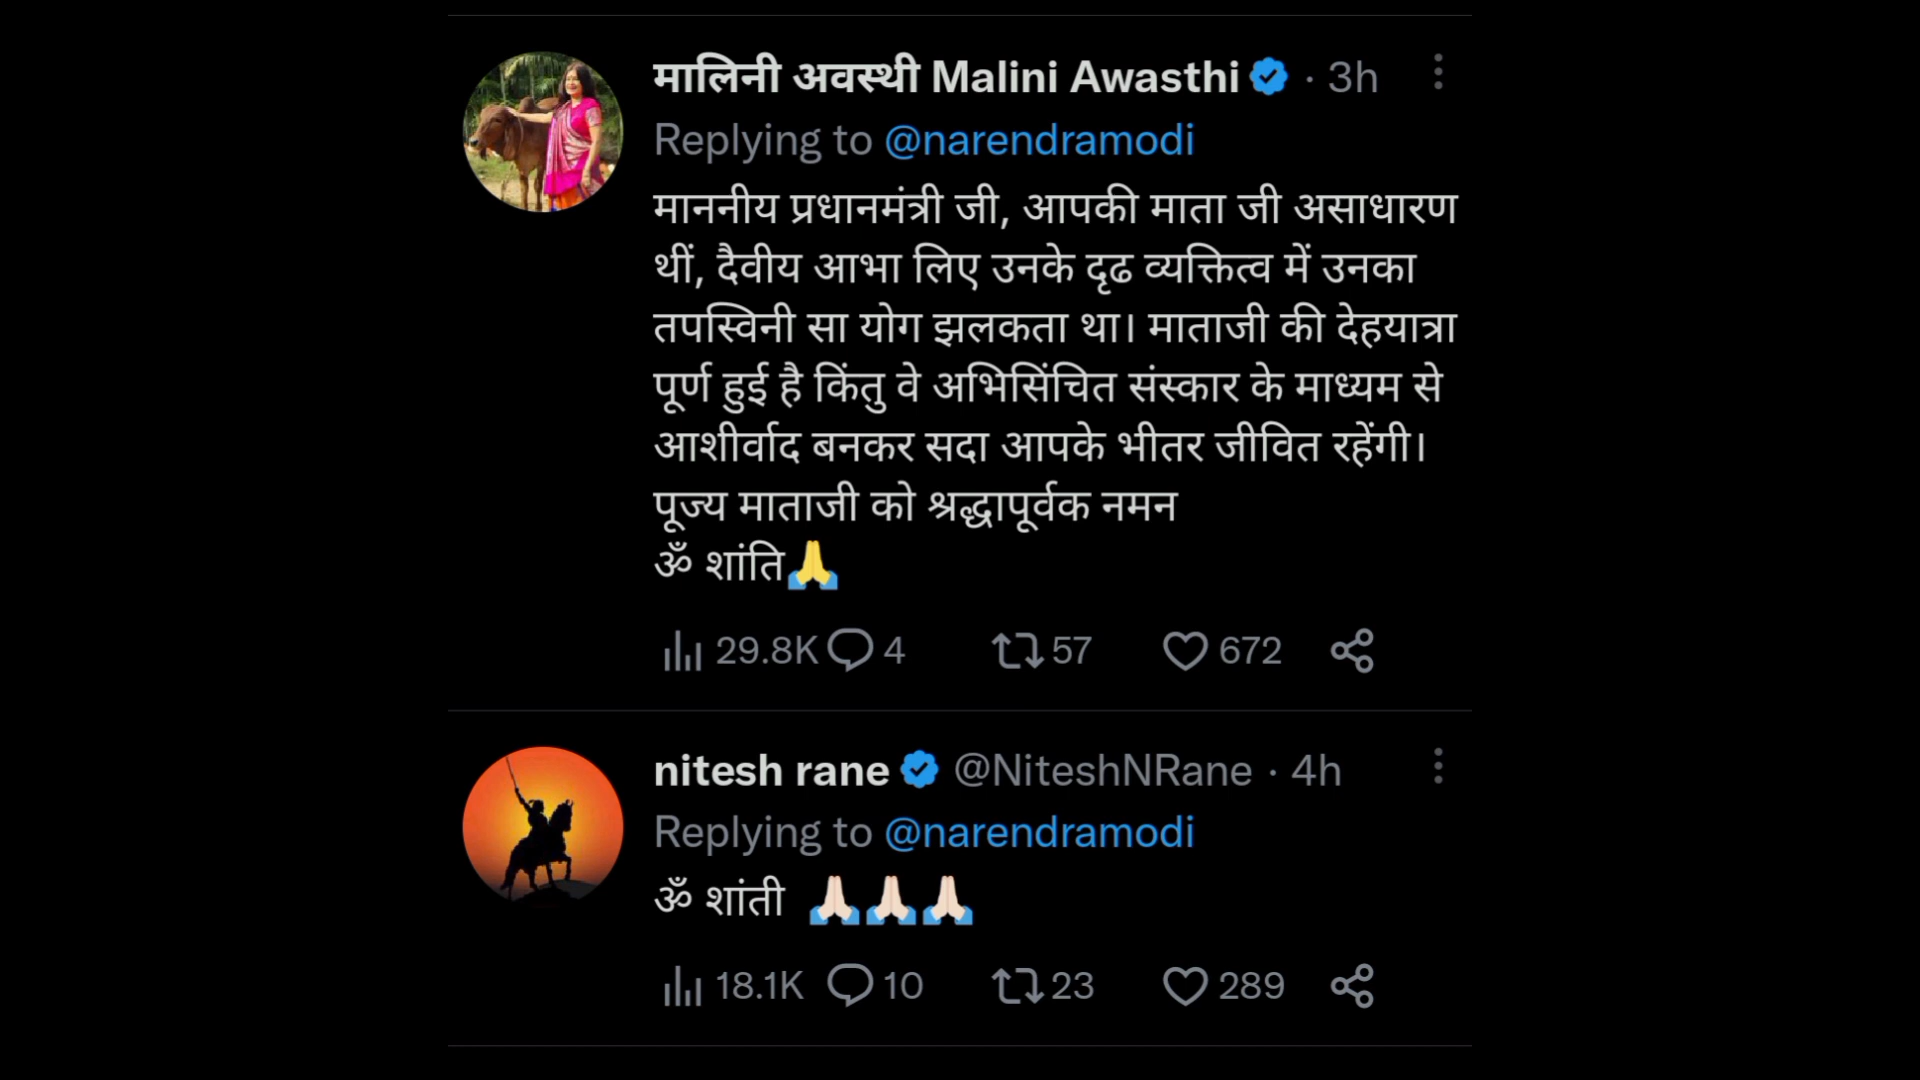 मालिनी अवस्थी Malini Awasthi · 3h
Replying to @narendramodi
माननीय प्रधानमंत्री जी, आपकी माता जी असाधारण
थीं, दैवीय आभा लिए उनके दृढ व्यक्तित्व में उनका
तपस्विनी सा योग झलकता था। माताजी की देहयात्रा
पूर्ण हुई है किंतु वे अभिसिंचित संस्कार के माध्यम से
आशीर्वाद बनकर सदा आपके भीतर जीवित रहेंगी।
पूज्य माताजी को श्रद्धापूर्वक नमन
ॐ शांति🙏
29.8K 4 57 672
nitesh rane @NiteshNRane · 4h
Replying to @narendramodi
ॐ शांती 🙏🏻🙏🏻🙏🏻
18.1K 10 23 289